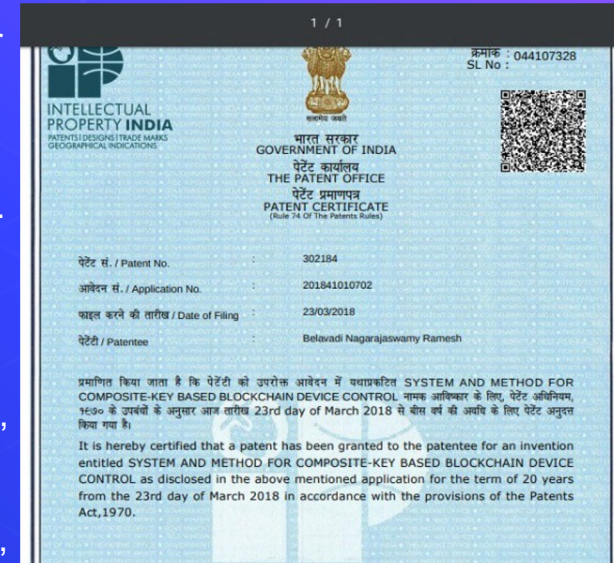 1 / 1
क्रमांक : 044107328
SL No :
INTELLECTUAL
PROPERTY INDIA
PATENTS | DESIGNS | TRADE MARKS
GEOGRAPHICAL INDICATIONS
सत्यमेव जयते
भारत सरकार
GOVERNMENT OF INDIA
पेटेंट कार्यालय
THE PATENT OFFICE
पेटेंट प्रमाणपत्र
PATENT CERTIFICATE
(Rule 74 Of The Patents Rules)
पेटेंट सं. / Patent No. : 302184
आवेदन सं. / Application No. : 201841010702
फाइल करने की तारीख / Date of Filing : 23/03/2018
पेटेंटी / Patentee : Belavadi Nagarajaswamy Ramesh
प्रमाणित किया जाता है कि पेटेंटी को उपरोक्त आवेदन में यथाप्रकटित SYSTEM AND METHOD FOR
COMPOSITE-KEY BASED BLOCKCHAIN DEVICE CONTROL नामक आविष्कार के लिए, पेटेंट अधिनियम,
१९७० के उपबंधों के अनुसार आज तारीख 23rd day of March 2018 से बीस वर्ष की अवधि के लिए पेटेंट अनुदत्त
किया गया है।
It is hereby certified that a patent has been granted to the patentee for an invention
entitled SYSTEM AND METHOD FOR COMPOSITE-KEY BASED BLOCKCHAIN DEVICE
CONTROL as disclosed in the above mentioned application for the term of 20 years
from the 23rd day of March 2018 in accordance with the provisions of the Patents
Act,1970.